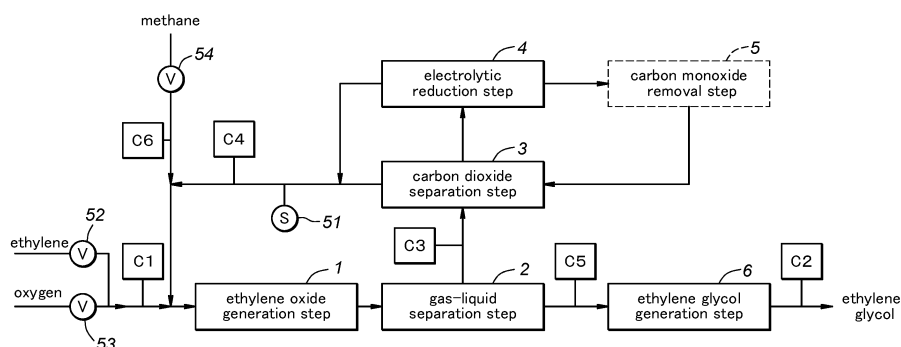 methane
54
V
4
electrolytic
reduction step
5
carbon monoxide
removal step
C6
C4
3
carbon dioxide
separation step
S
51
52
ethylene
V
C1
C3
oxygen
V
53
1
ethylene oxide
generation step
2
gas-liquid
separation step
C5
6
ethylene glycol
generation step
C2
ethylene
glycol